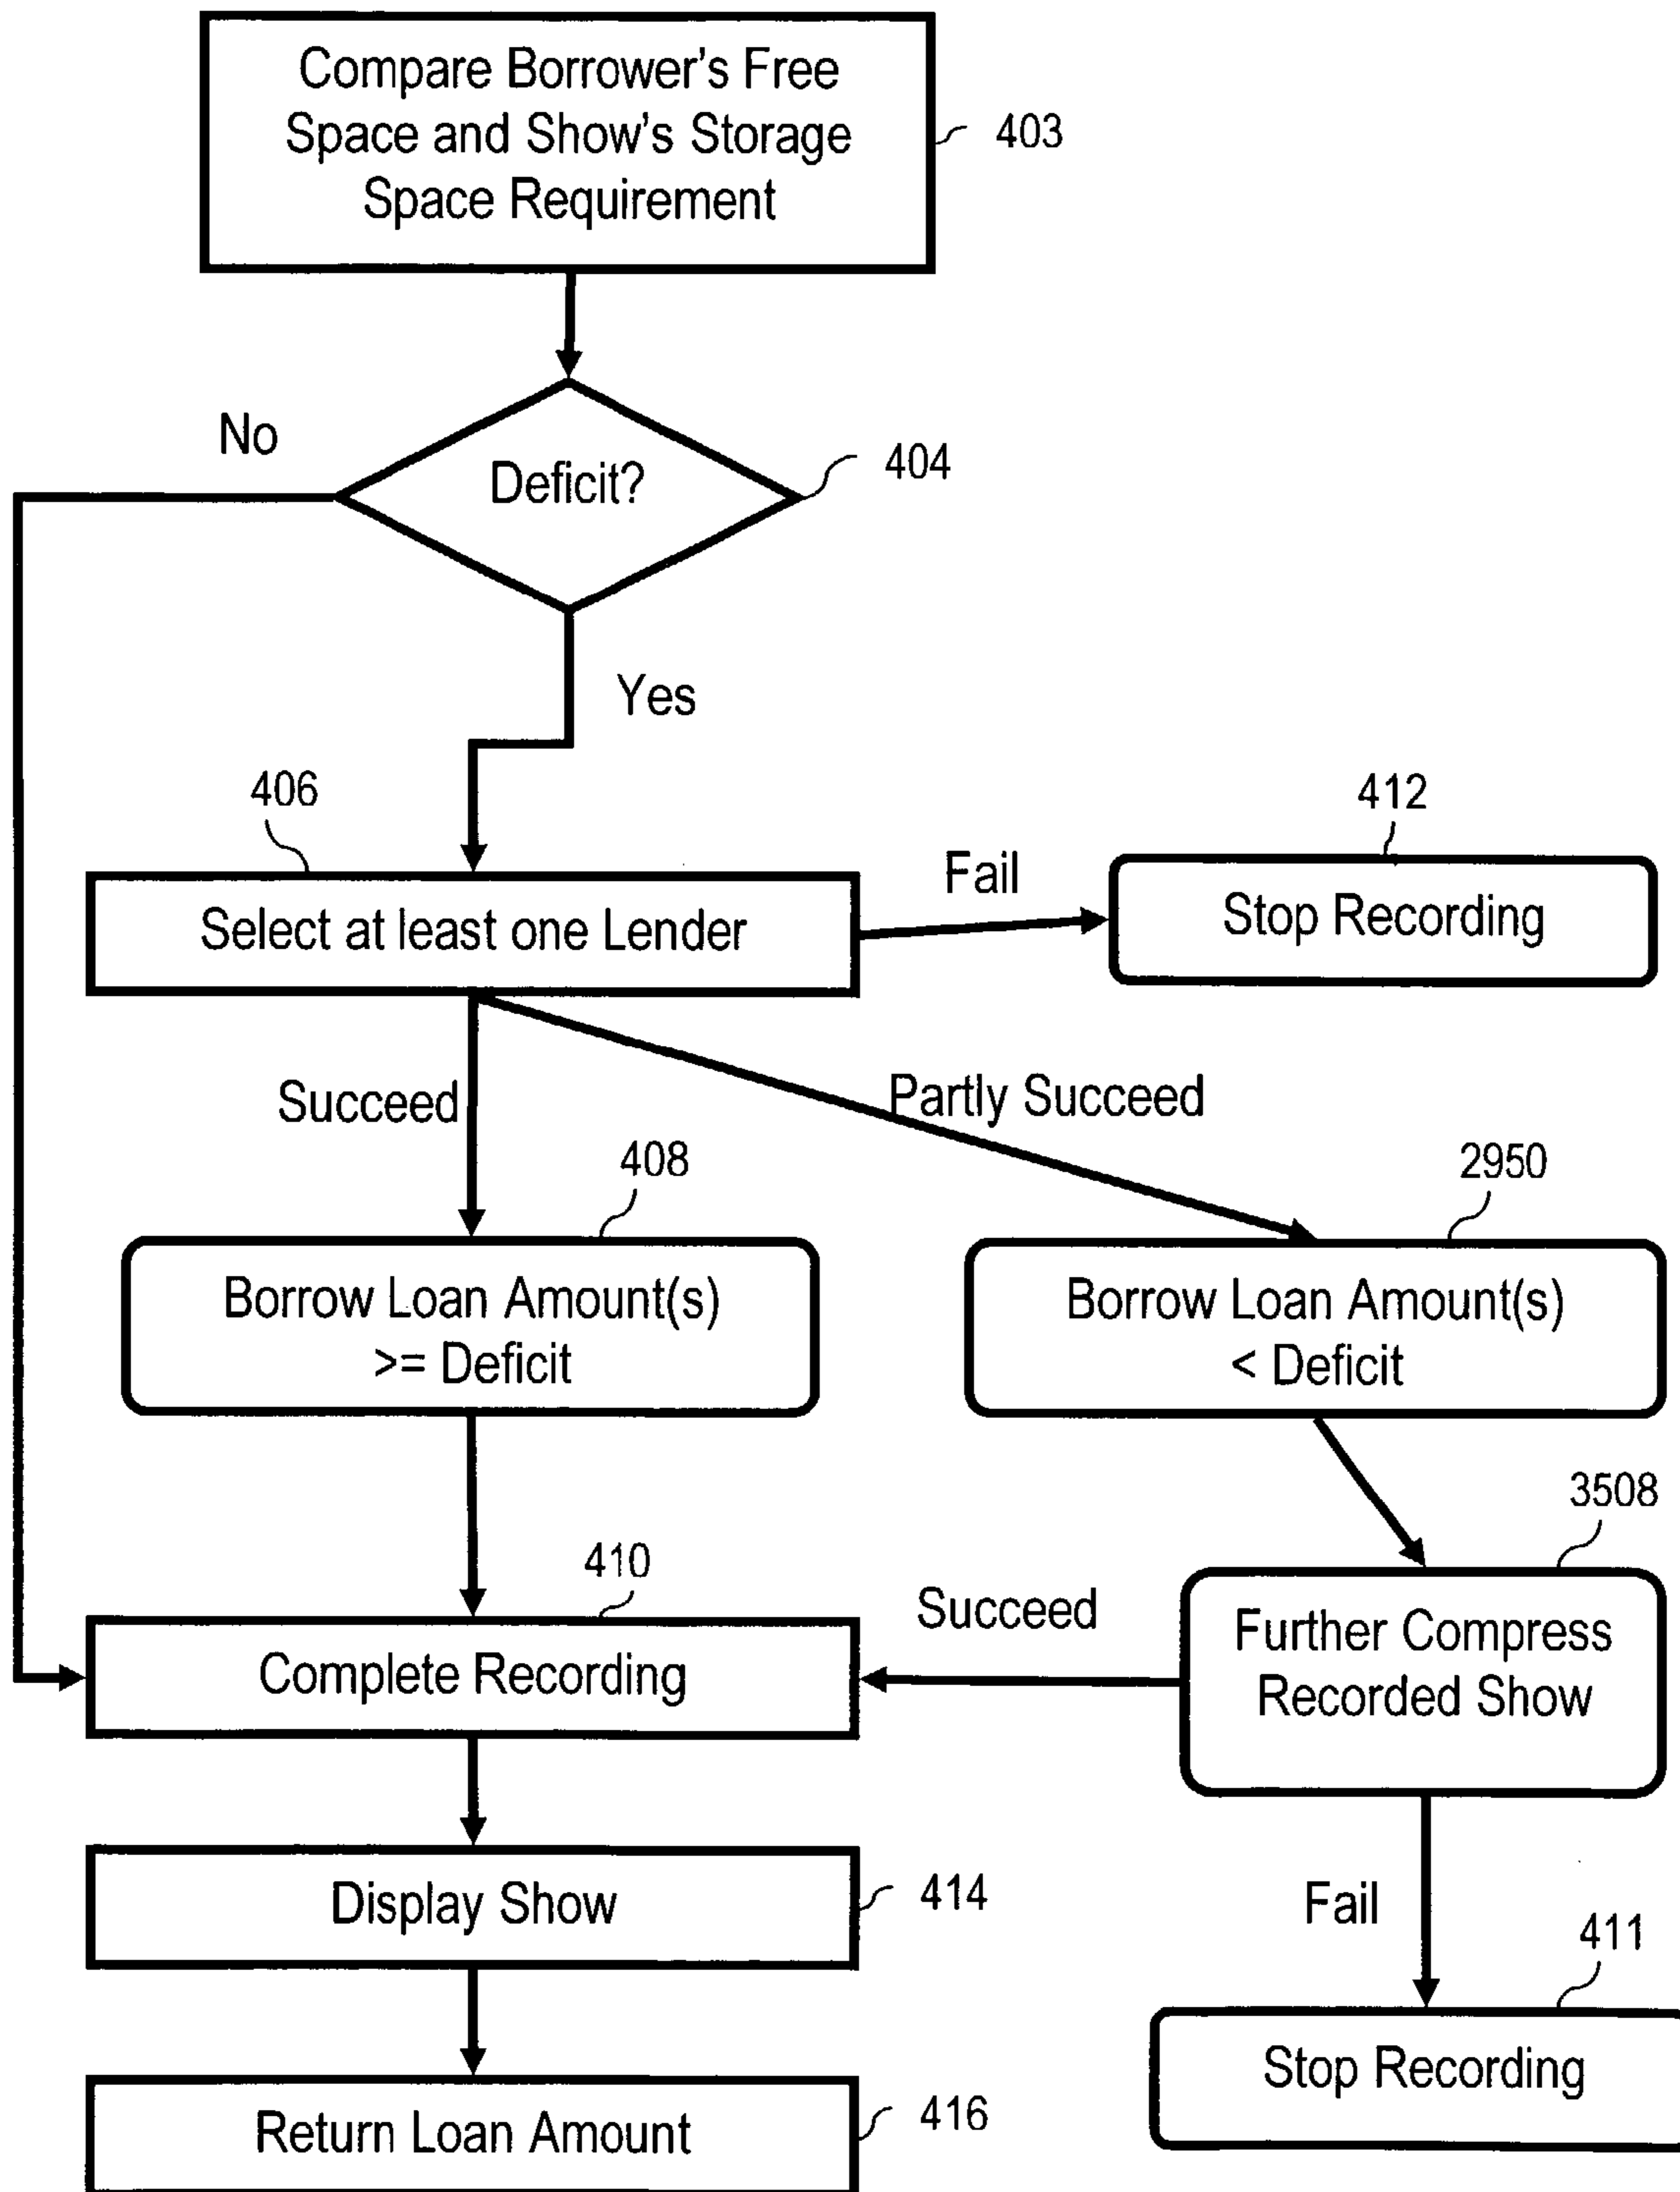 Compare Borrower's Free
Space and Show's Storage
Space Requirement
403
No
Deficit?
404
Yes
406
412
Select at least one Lender
Fail
Stop Recording
Succeed
Partly Succeed
408
2950
Borrow Loan Amount(s)
>= Deficit
Borrow Loan Amount(s)
< Deficit
3508
410
Succeed
Complete Recording
Further Compress
Recorded Show
Display Show
414
Fail
411
Return Loan Amount
416
Stop Recording